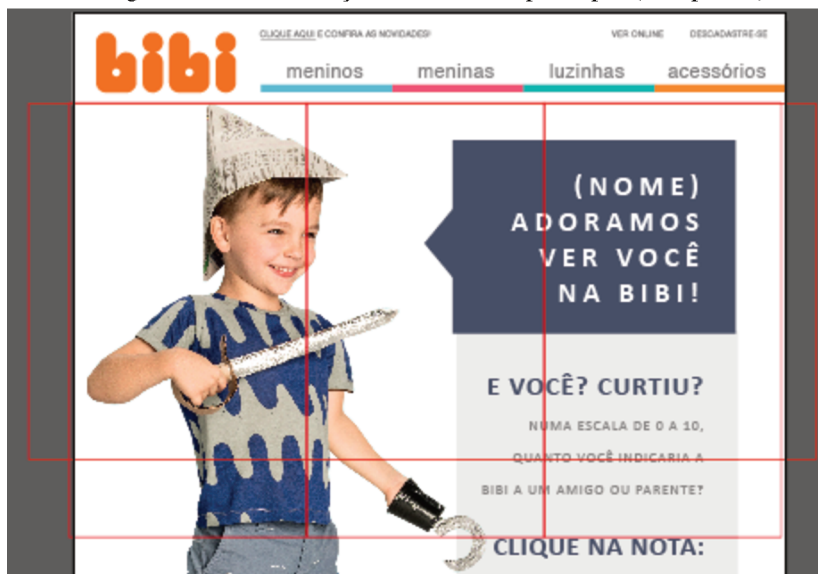 bibi
CLIQUE AQUI E CONFIRA AS NOVIDADES!
VER ONLINE DESCADASTRE-SE
meninos meninas luzinhas acessórios
(NOME)
ADORAMOS
VER VOCÊ
NA BIBI!
E VOCÊ? CURTIU?
NUMA ESCALA DE 0 A 10,
QUANTO VOCÊ INDICARIA A
BIBI A UM AMIGO OU PARENTE?
CLIQUE NA NOTA: